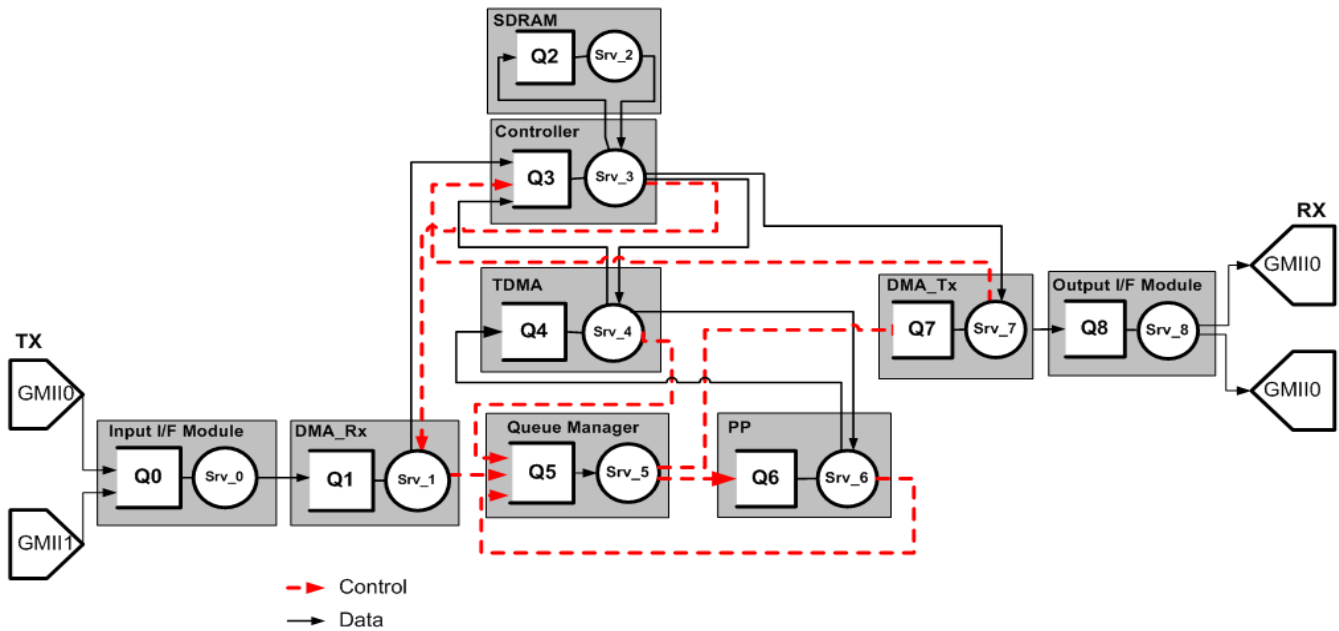 SDRAM
Q2
Srv_2
Controller
Q3
Srv_3
RX
GMII0
TDMA
Q4
Srv_4
DMA_Tx
Q7
Srv_7
Output I/F Module
Q8
Srv_8
GMII0
TX
GMII0
Input I/F Module
Q0
Srv_0
DMA_Rx
Q1
Srv_1
Queue Manager
Q5
Srv_5
PP
Q6
Srv_6
GMII1
Control
Data